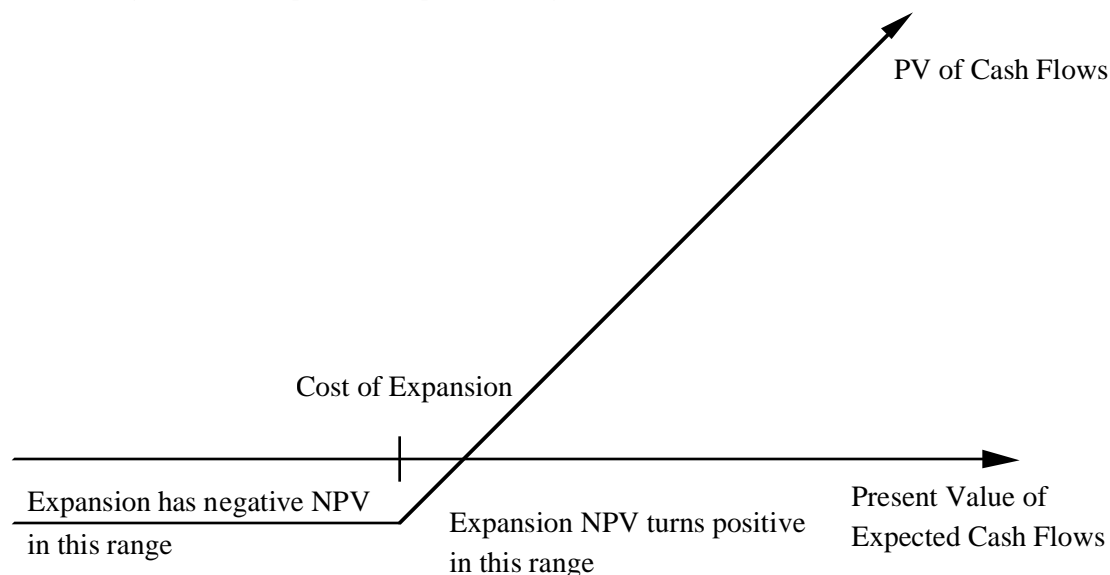 PV of Cash Flows
Cost of Expansion
Expansion has negative NPV
in this range
Expansion NPV turns positive
in this range
Present Value of
Expected Cash Flows